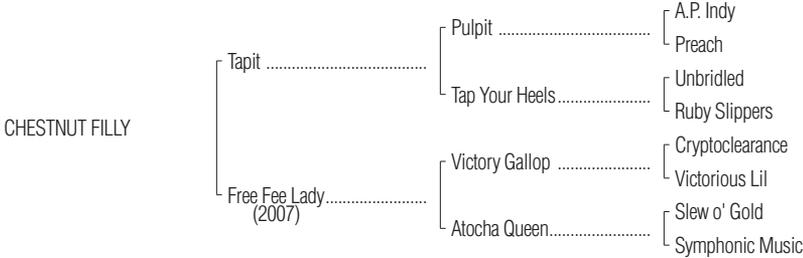 A.P. Indy
Pulpit ....................................
Preach
Tapit ......................................
Unbridled
Tap Your Heels......................
Ruby Slippers
CHESTNUT FILLY
Cryptoclearance
Victory Gallop ......................
Victorious Lil
Free Fee Lady........................
(2007)
Slew o' Gold
Atocha Queen........................
Symphonic Music